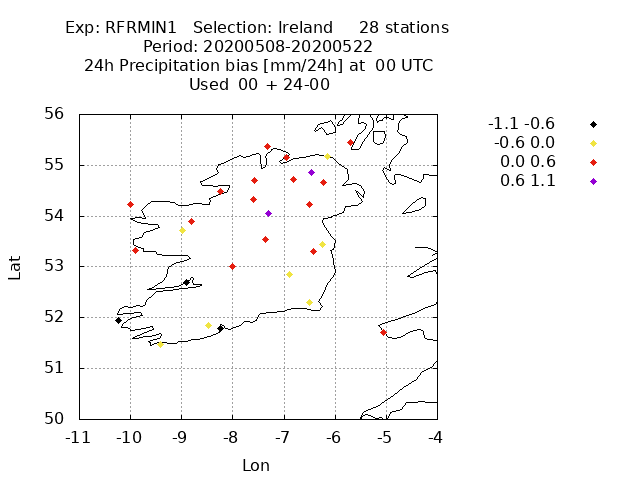 Exp: RFRMIN1   Selection: Ireland     28 stations
Period: 20200508-20200522
24h Precipitation bias [mm/24h] at  00 UTC
Used  00 + 24-00
-1.1 -0.6
-0.6 0.0
0.0 0.6
0.6 1.1
56
55
54
53
52
51
50
Lat
-11 -10 -9 -8 -7 -6 -5 -4
Lon